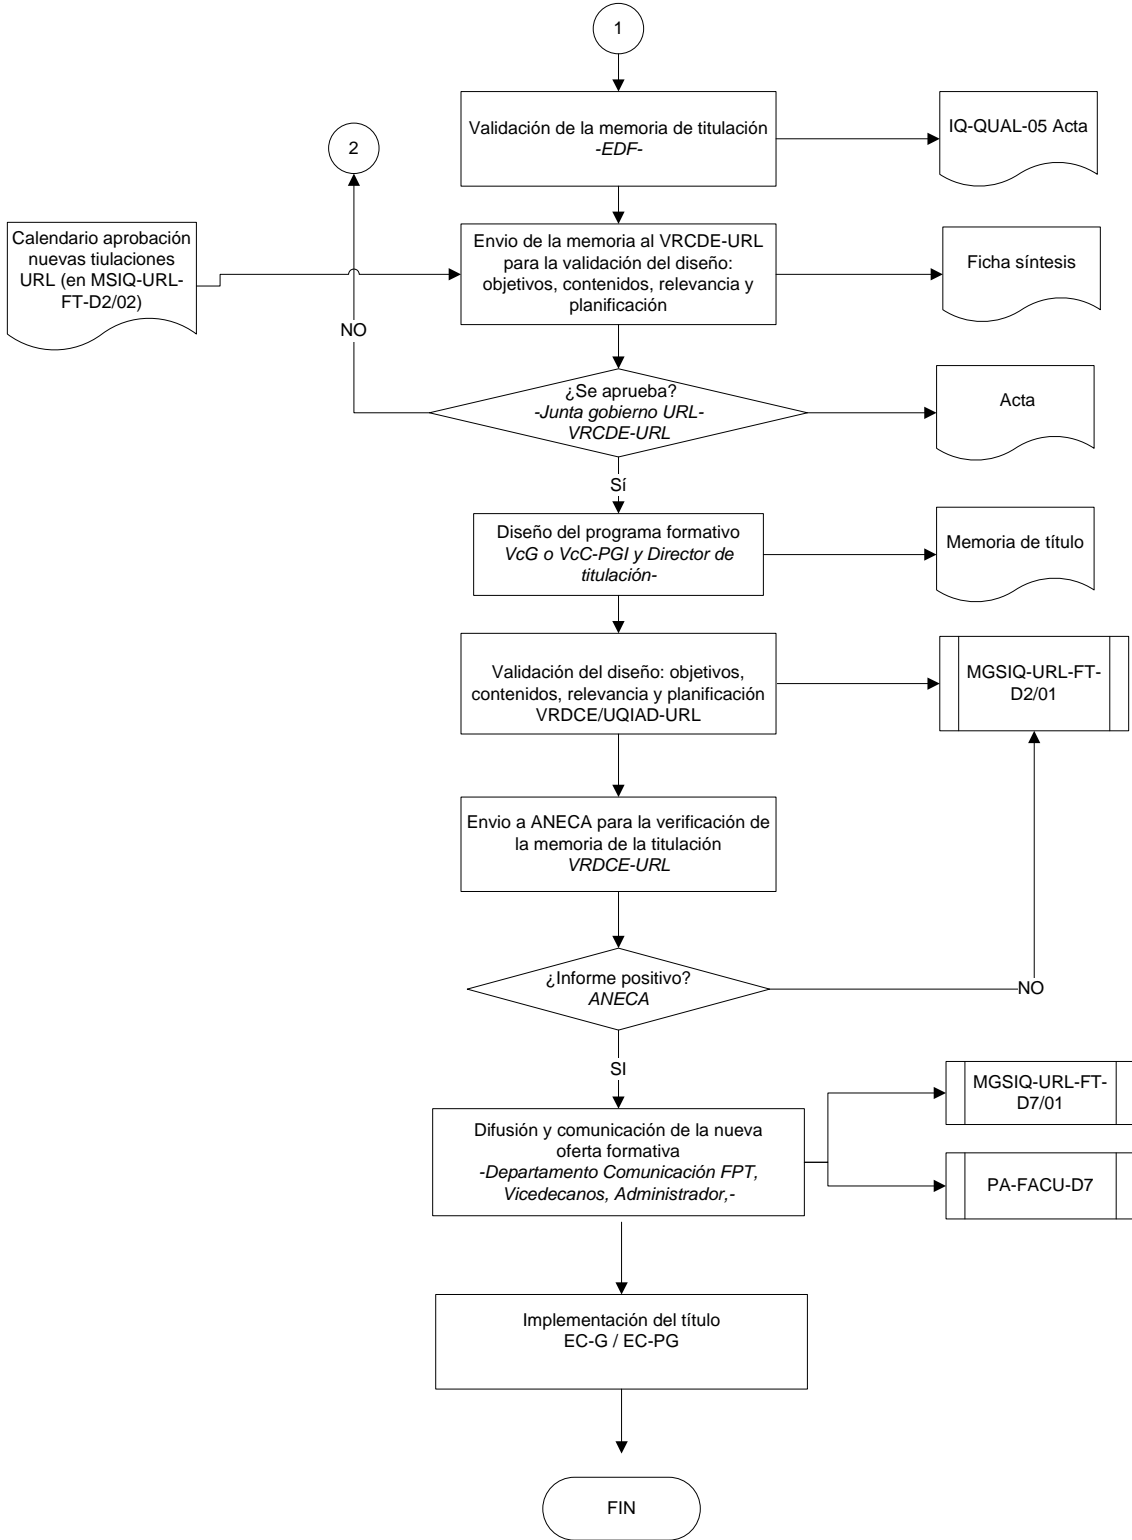 1
Validación de la memoria de titulación
-EDF-
IQ-QUAL-05 Acta
2
Calendario aprobación
nuevas tiulaciones
URL (en MSIQ-URL-
FT-D2/02)
Envio de la memoria al VRCDE-URL
para la validación del diseño:
objetivos, contenidos, relevancia y
planificación
Ficha síntesis
NO
¿Se aprueba?
-Junta gobierno URL-
VRCDE-URL
Acta
Sí
Diseño del programa formativo
VcG o VcC-PGI y Director de
titulación-
Memoria de título
Validación del diseño: objetivos,
contenidos, relevancia y planificación
VRDCE/UQIAD-URL
MGSIQ-URL-FT-
D2/01
Envio a ANECA para la verificación de
la memoria de la titulación
VRDCE-URL
¿Informe positivo?
ANECA
NO
SI
Difusión y comunicación de la nueva
oferta formativa
-Departamento Comunicación FPT,
Vicedecanos, Administrador,-
MGSIQ-URL-FT-
D7/01
PA-FACU-D7
Implementación del título
EC-G / EC-PG
FIN